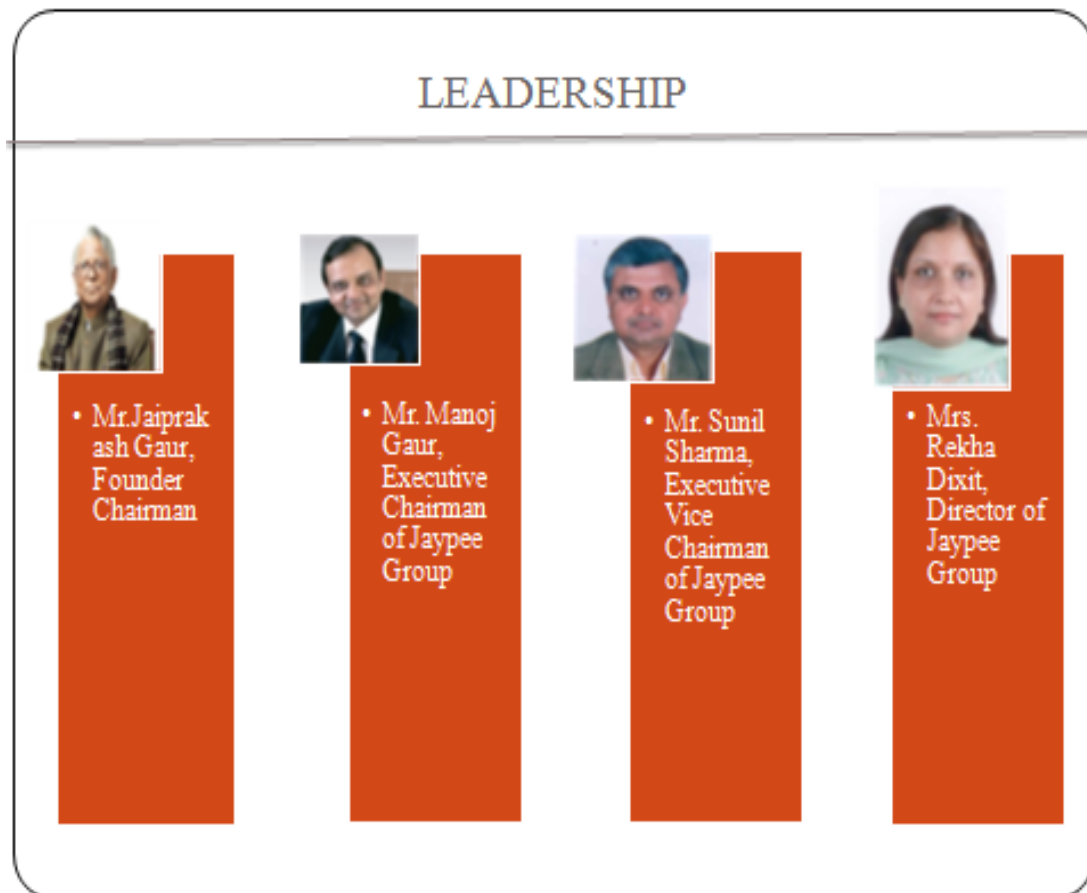 LEADERSHIP
• Mr.Jaiprak
ash Gaur,
Founder
Chairman
• Mr. Manoj
Gaur,
Executive
Chairman
of Jaypee
Group
• Mr. Sunil
Sharma,
Executive
Vice
Chairman
of Jaypee
Group
• Mrs.
Rekha
Dixit,
Director of
Jaypee
Group